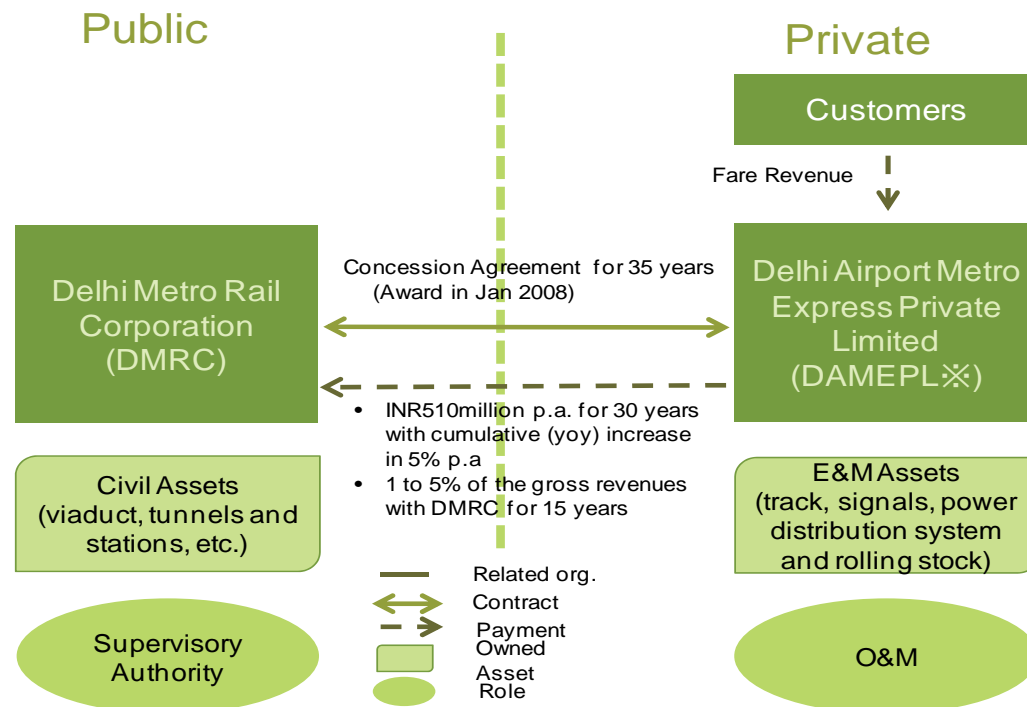 Public
Private
Customers
Fare Revenue
Delhi Metro Rail
Corporation
(DMRC)
Concession Agreement for 35 years
(Award in Jan 2008)
Delhi Airport Metro
Express Private
Limited
(DAMEPL※)
• INR510million p.a. for 30 years
with cumulative (yoy) increase
in 5% p.a
• 1 to 5% of the gross revenues
with DMRC for 15 years
Civil Assets
(viaduct, tunnels and
stations, etc.)
E&M Assets
(track, signals, power
distribution system
and rolling stock)
Related org.
Contract
Payment
Owned
Asset
Role
Supervisory
Authority
O&M